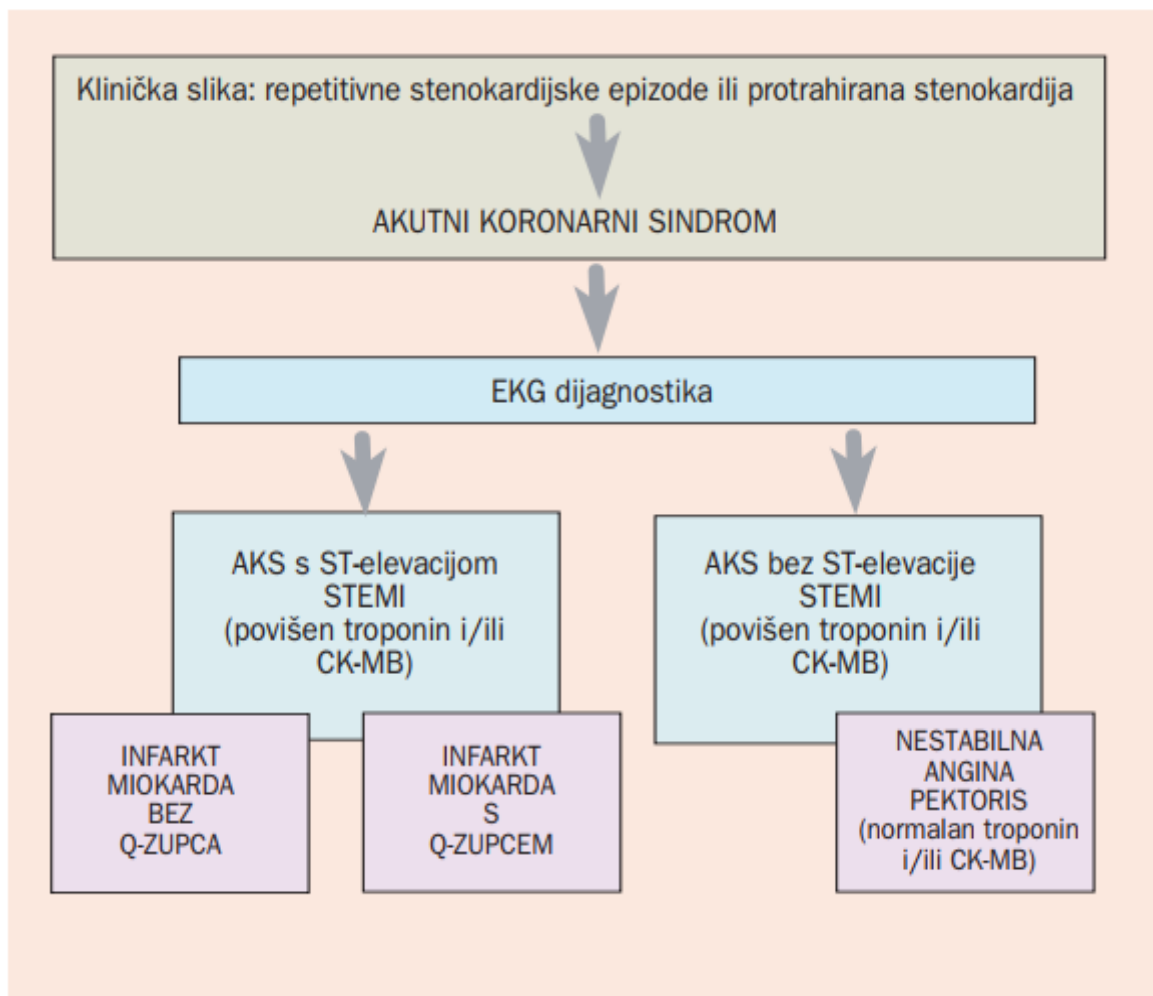 Klinička slika: repetitivne stenokardijske epizode ili protrahirana stenokardija
AKUTNI KORONARNI SINDROM
EKG dijagnostika
AKS s ST-elevacijom
STEMI
(povišen troponin i/ili
CK-MB)
AKS bez ST-elevacije
STEMI
(povišen troponin i/ili
CK-MB)
INFARKT
MIOKARDA
BEZ
Q-ZUPCA
INFARKT
MIOKARDA
S
Q-ZUPCEM
NESTABILNA
ANGINA
PEKTORIS
(normalan troponin
i/ili CK-MB)